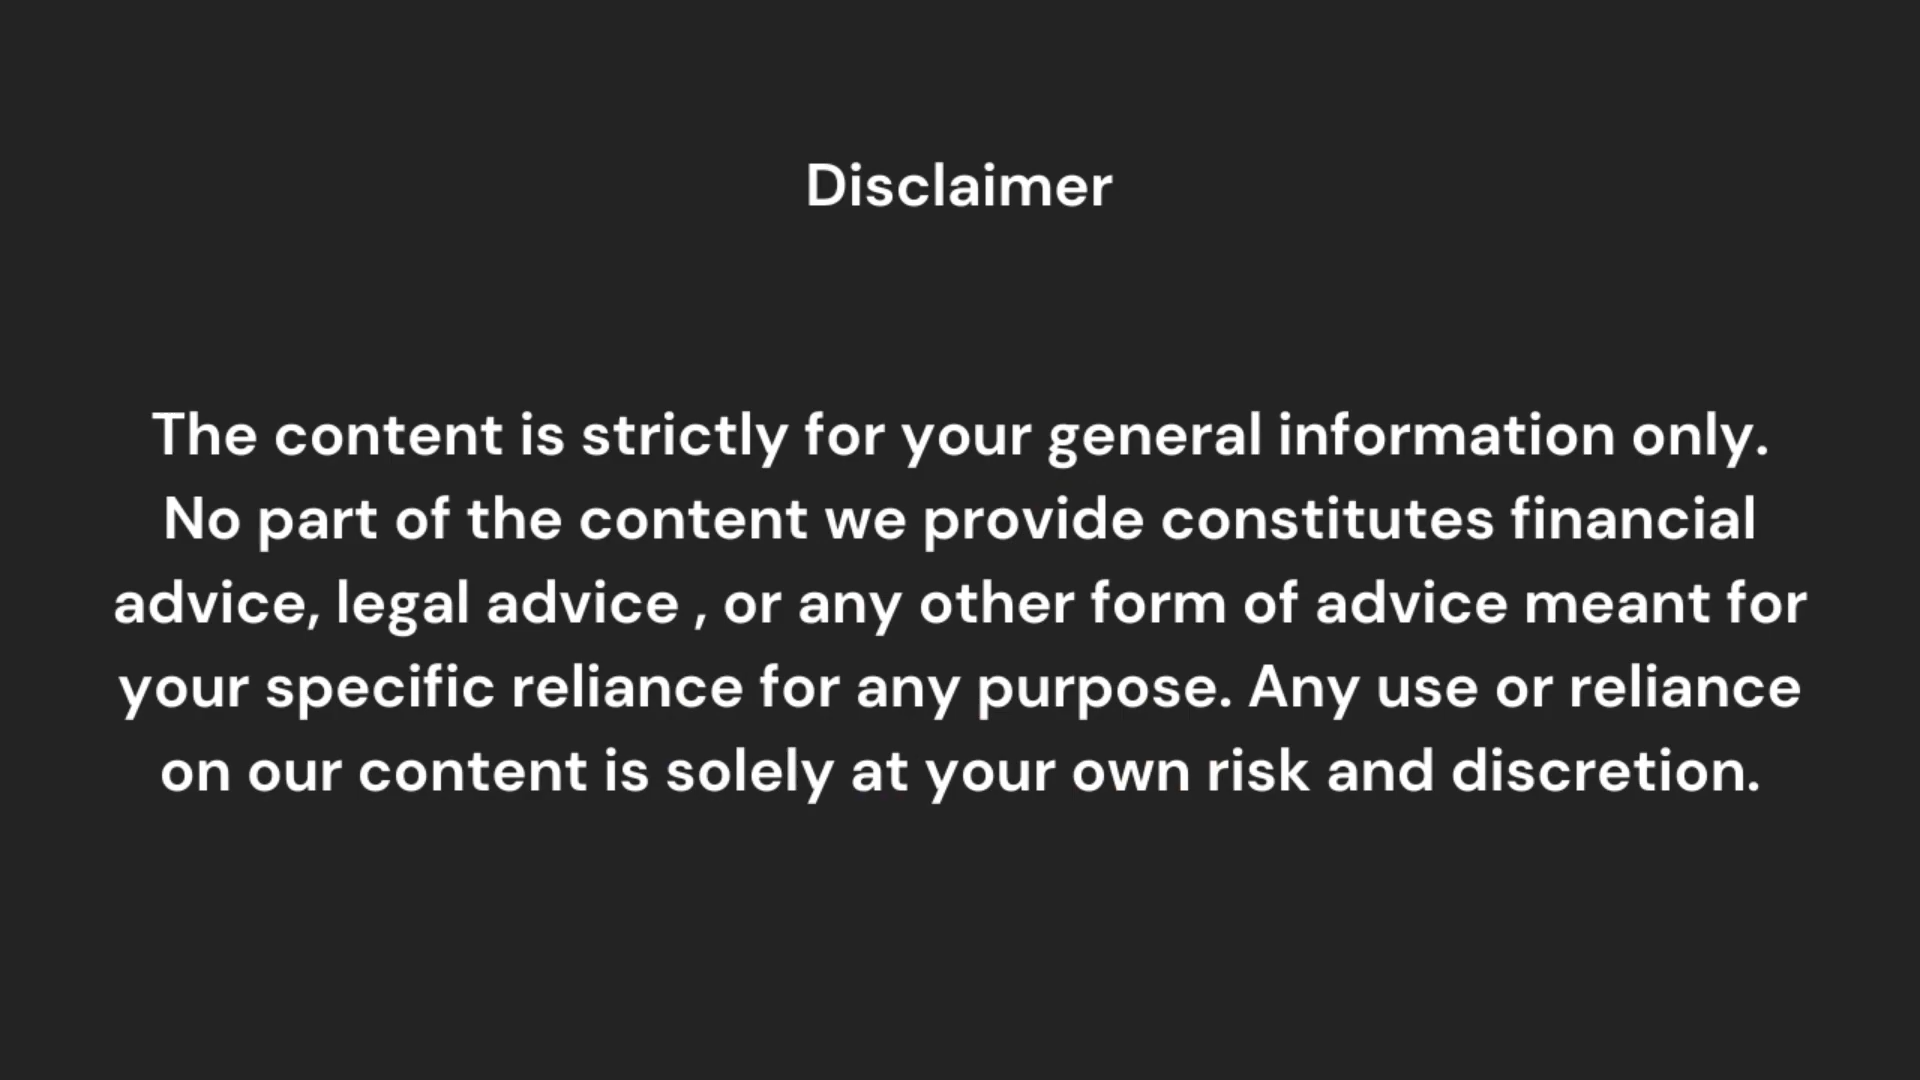 Disclaimer
The content is strictly for your general information only.
No part of the content we provide constitutes financial
advice, legal advice , or any other form of advice meant for
your specific reliance for any purpose. Any use or reliance
on our content is solely at your own risk and discretion.